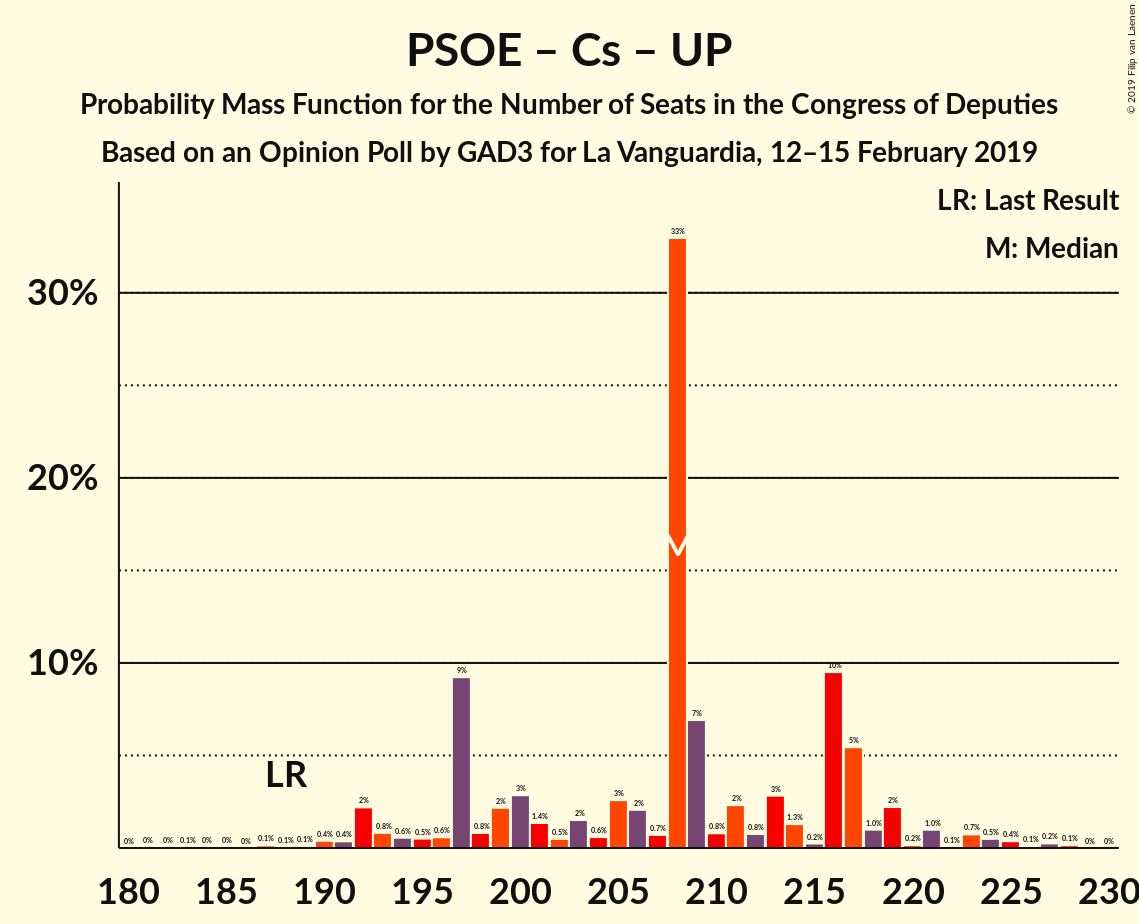 PSOE – Cs – UP
Probability Mass Function for the Number of Seats in the Congress of Deputies
Based on an Opinion Poll by GAD3 for La Vanguardia, 12–15 February 2019
© 2019 Filip van Laenen
LR: Last Result
M: Median
30%
20%
10%
LR
M
0% 0% 0% 0.1% 0% 0% 0% 0.1% 0.1% 0.1% 0.4% 0.4% 2% 0.8% 0.6% 0.5% 0.6% 9% 0.8% 2% 3% 1.4% 0.5% 2% 0.6% 3% 2% 0.7% 33% 7% 0.8% 2% 0.8% 3% 1.3% 0.2% 10% 5% 1.0% 2% 0.2% 1.0% 0.1% 0.7% 0.5% 0.4% 0.1% 0.2% 0.1% 0% 0%
180 185 190 195 200 205 210 215 220 225 230